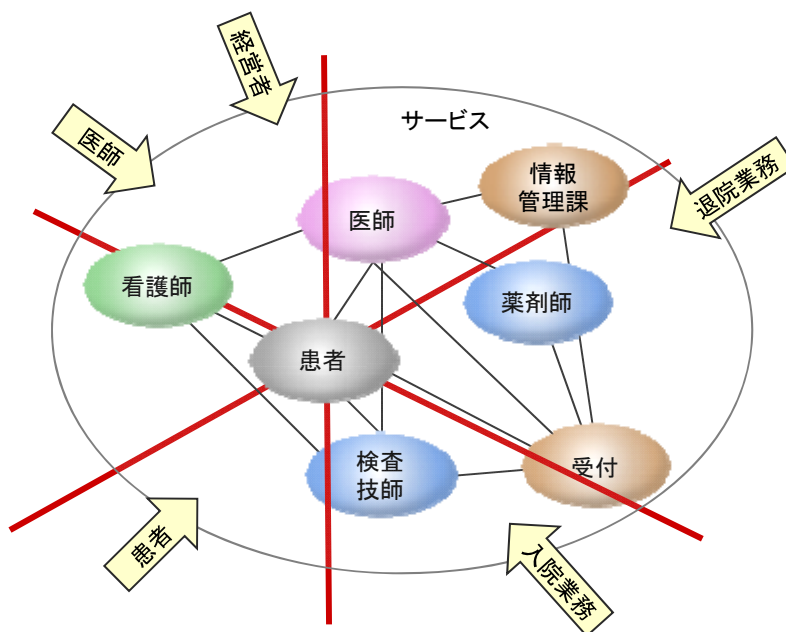 経営者
医師
サービス
情報
管理課
退院業務
医師
看護師
薬剤師
患者
検査
技師
受付
患者
入院業務